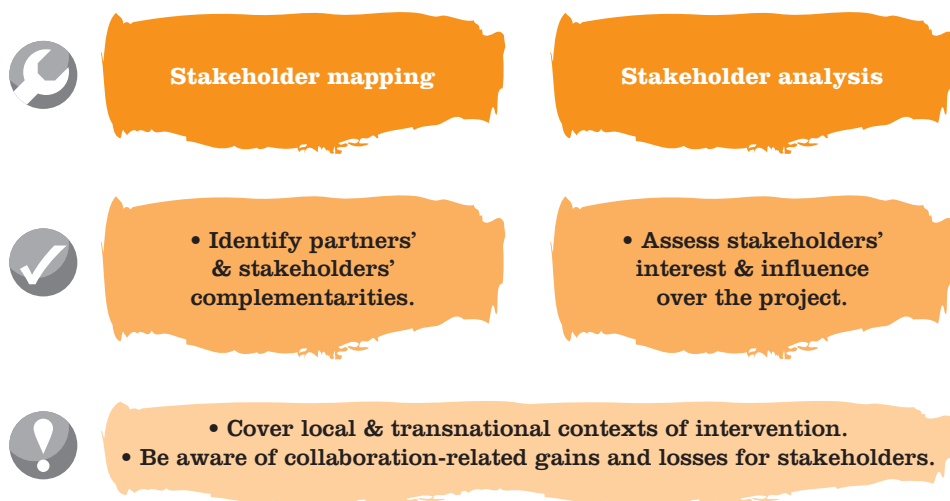 Stakeholder mapping
Stakeholder analysis
• Identify partners’
& stakeholders’
complementarities.
• Assess stakeholders’
interest & influence
over the project.
• Cover local & transnational contexts of intervention.
• Be aware of collaboration-related gains and losses for stakeholders.